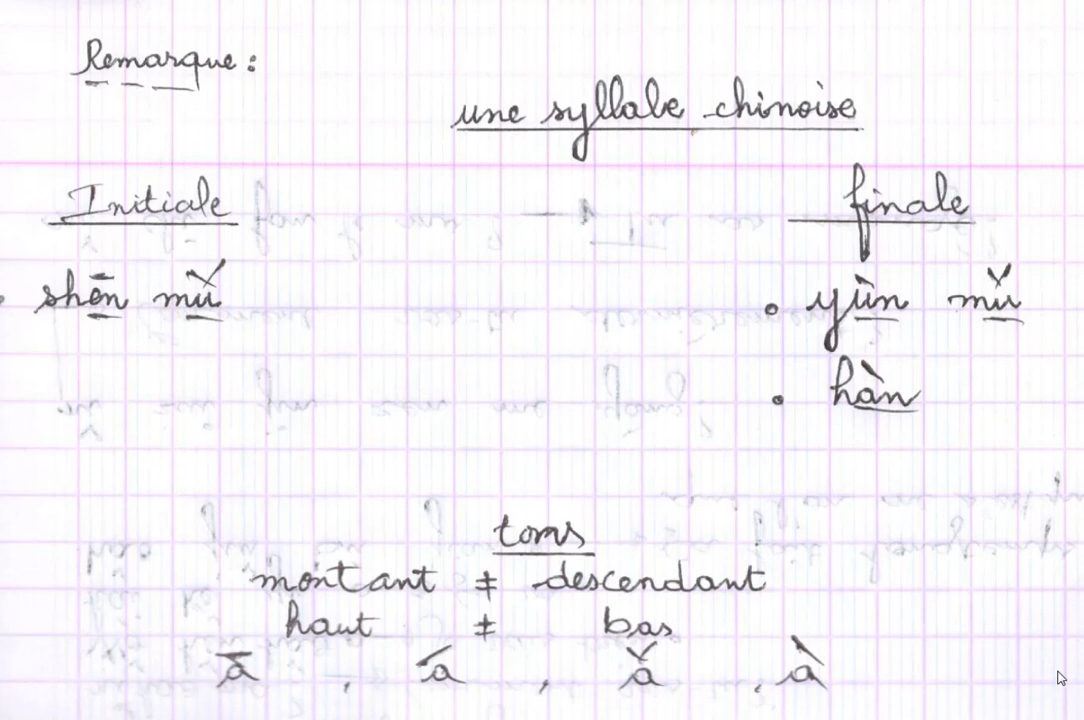 Remarque :
une syllabe chinoise
Initiale finale
shēn mǔ • yùn mǔ
• hàn
tons
montant ≠ descendant
haut ≠ bas
ā , á , ǎ , à